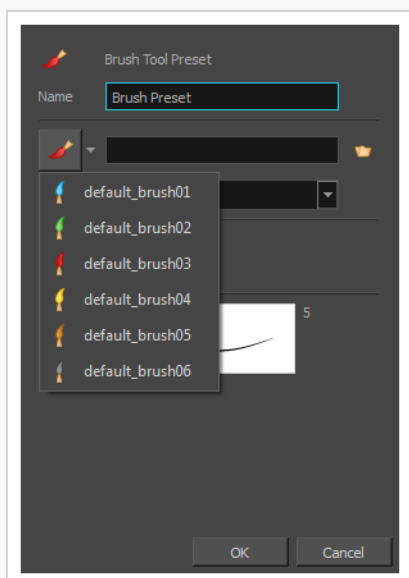 Brush Tool Preset
Name
Brush Preset
default_brush01
default_brush02
default_brush03
default_brush04
default_brush05
default_brush06
5
OK
Cancel